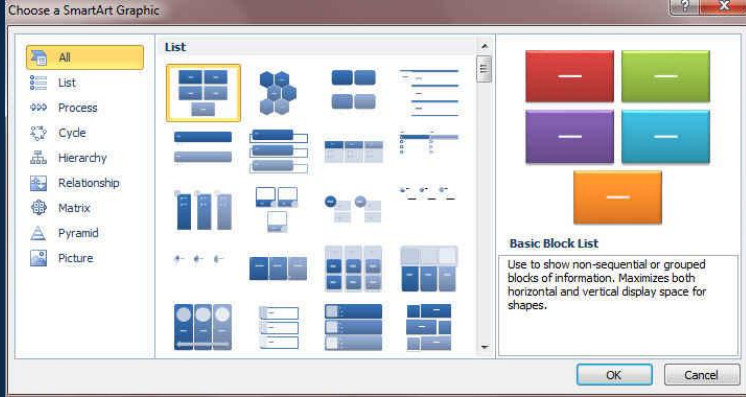 Choose a SmartArt Graphic
All
List
Process
Cycle
Hierarchy
Relationship
Matrix
Pyramid
Picture
List
Basic Block List
Use to show non-sequential or grouped
blocks of information. Maximizes both
horizontal and vertical display space for
shapes.
OK
Cancel